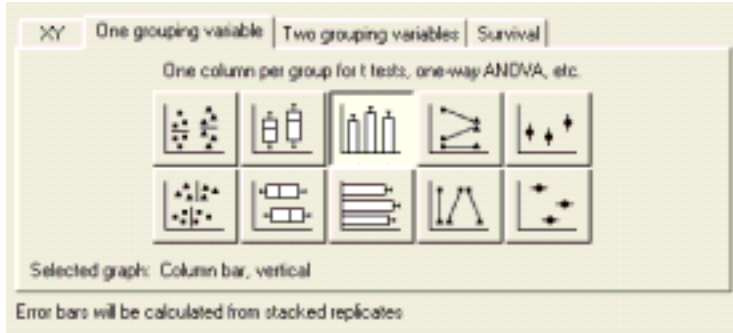 XY One grouping variable Two grouping variables Survival
One column per group for t tests, one-way ANOVA, etc.
Selected graph: Column bar, vertical
Error bars will be calculated from stacked replicates